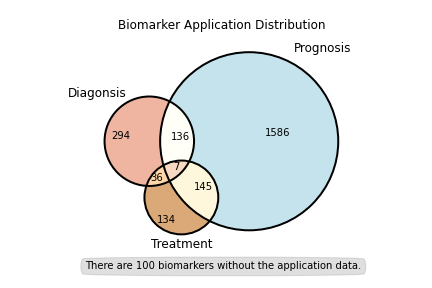 Biomarker Application Distribution
Prognosis
Diagonsis
294
136
1586
7
36
145
134
Treatment
There are 100 biomarkers without the application data.